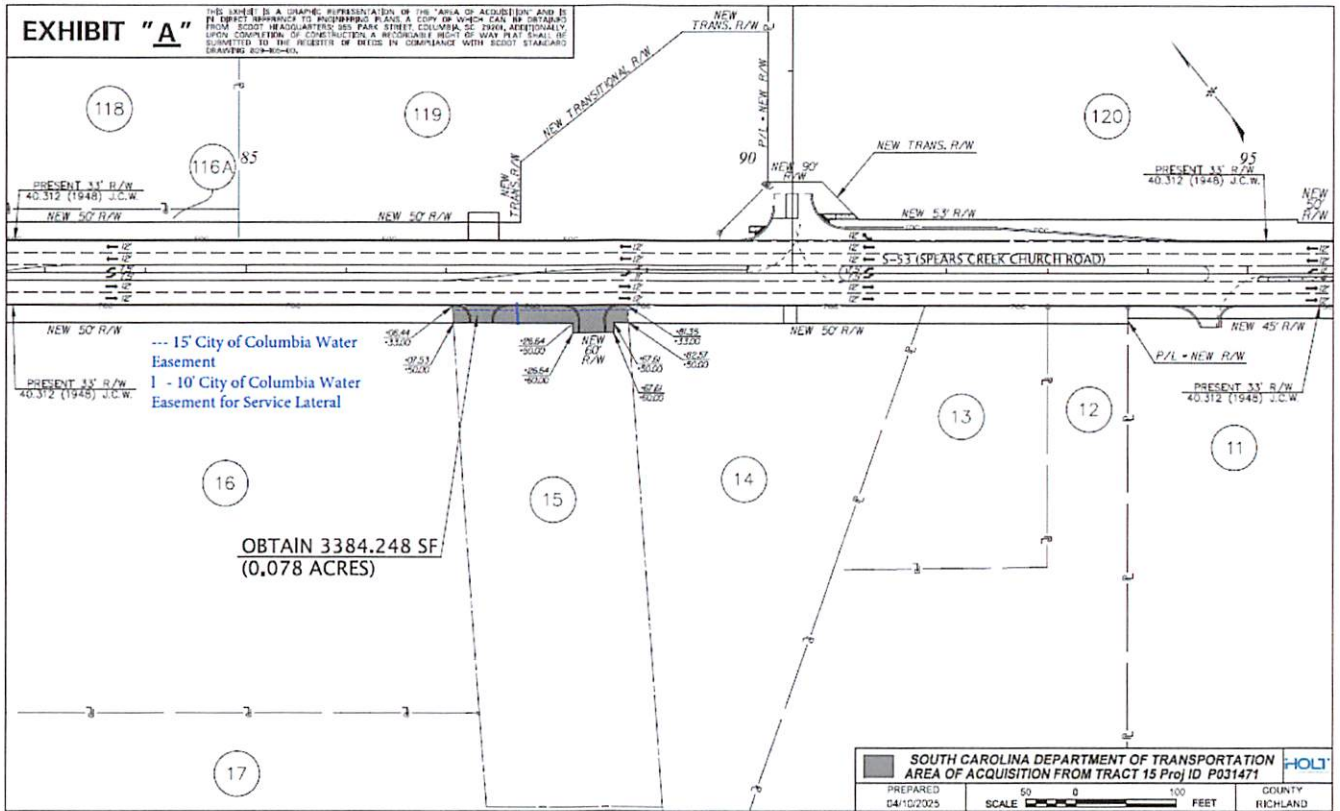 EXHIBIT "A"
THIS EXHIBIT IS A GRAPHIC REPRESENTATION OF THE "AREA OF ACQUISITION" AND IS
IN DIRECT REFERENCE TO ENGINEERING PLANS, A COPY OF WHICH CAN BE OBTAINED
FROM SCDOT HEADQUARTERS; 955 PARK STREET, COLUMBIA, SC, 29201. ADDITIONALLY,
UPON COMPLETION OF CONSTRUCTION, A RECORDABLE RIGHT OF WAY PLAT SHALL BE
SUBMITTED TO THE REGISTER OF DEEDS IN COMPLIANCE WITH SCDOT STANDARD
DRAWING
118
119
116A
85
NEW TRANSITIONAL R/W
NEW
TRANS. R/W
NEW
TRANS. R/W
P/L = NEW R/W
90
NEW 90'
R/W
NEW TRANS. R/W
120
95
PRESENT 33' R/W
40.312 (1948) J.C.W.
NEW 50' R/W
NEW 50' R/W
NEW 53' R/W
PRESENT 33' R/W
40.312 (1948) J.C.W.
NEW
50'
R/W
S-53 (SPEARS CREEK CHURCH ROAD)
NEW 50' R/W
--- 15' City of Columbia Water
Easement
l - 10' City of Columbia Water
Easement for Service Lateral
PRESENT 33' R/W
40.312 (1948) J.C.W.
NEW
60'
R/W
NEW 50' R/W
NEW 45' R/W
P/L = NEW R/W
PRESENT 33' R/W
40.312 (1948) J.C.W.
16
15
14
13
12
11
OBTAIN 3384.248 SF
(0.078 ACRES)
17
SOUTH CAROLINA DEPARTMENT OF TRANSPORTATION
AREA OF ACQUISITION FROM TRACT 15 Proj ID P031471
HOLT
PREPARED
04/10/2025
SCALE
50 0 100
FEET
COUNTY
RICHLAND